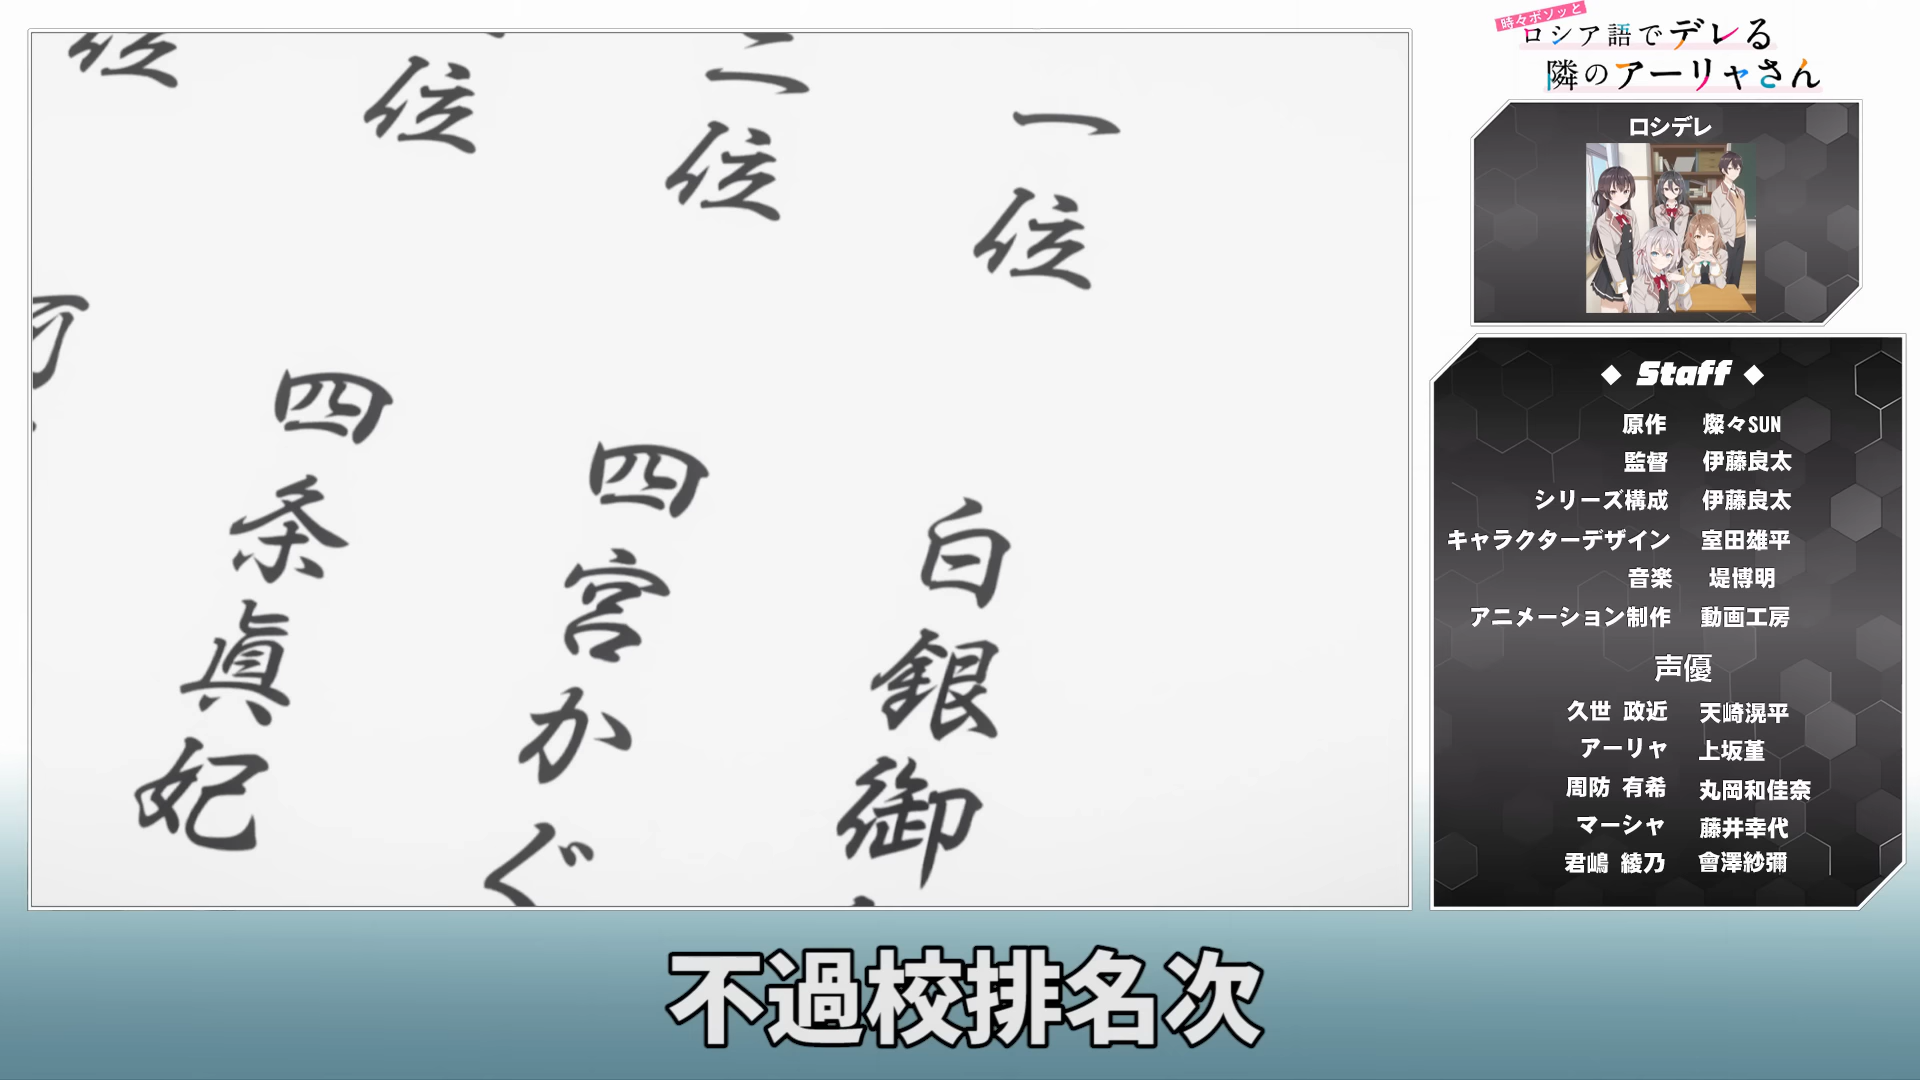 一位
白銀御
二位
四宮かぐ
位
四条眞妃
位
時々ボソッと
ロシア語でデレる
隣のアーリャさん
ロシデレ
Staff
原作 燦々SUN
監督 伊藤良太
シリーズ構成 伊藤良太
キャラクターデザイン 室田雄平
音楽 堤博明
アニメーション制作 動画工房
声優
久世 政近 天﨑滉平
アーリャ 上坂菫
周防 有希 丸岡和佳奈
マーシャ 藤井幸代
君嶋 綾乃 會澤紗彌
不過校排名次